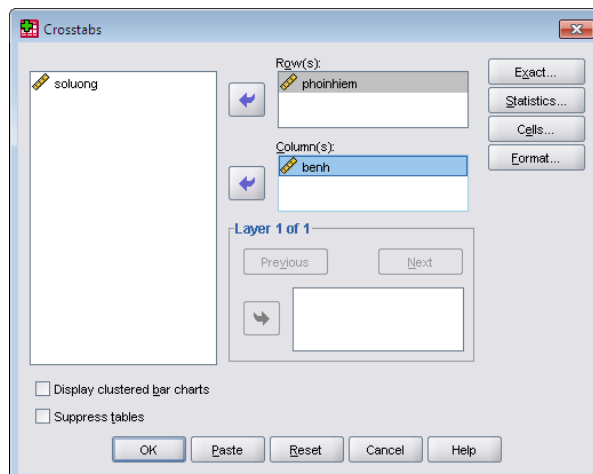 Crosstabs
soluong
Row(s):
phoinhiem
Column(s):
benh
Layer 1 of 1
Previous
Next
Exact...
Statistics...
Cells...
Format...
Display clustered bar charts
Suppress tables
OK
Paste
Reset
Cancel
Help